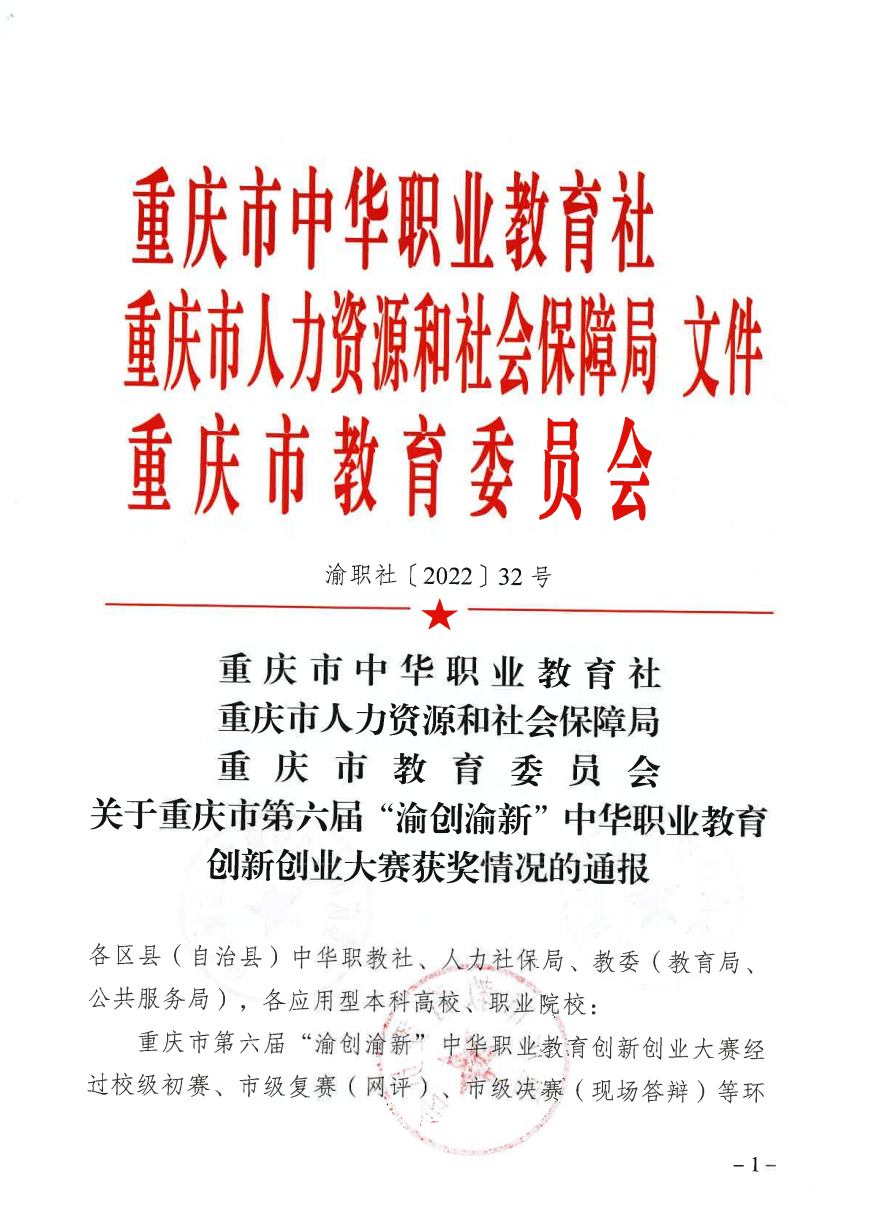 重庆市中华职业教育社
重庆市人力资源和社会保障局 文件
重庆市教育委员会
渝职社〔2022〕32号
重庆市中华职业教育社
重庆市人力资源和社会保障局
重庆市教育委员会
关于重庆市第六届“渝创渝新”中华职业教育
创新创业大赛获奖情况的通报
各区县（自治县）中华职教社、人力社保局、教委（教育局、
公共服务局），各应用型本科高校、职业院校：
重庆市第六届“渝创渝新”中华职业教育创新创业大赛经
过校级初赛、市级复赛（网评）、市级决赛（现场答辩）等环
－1－